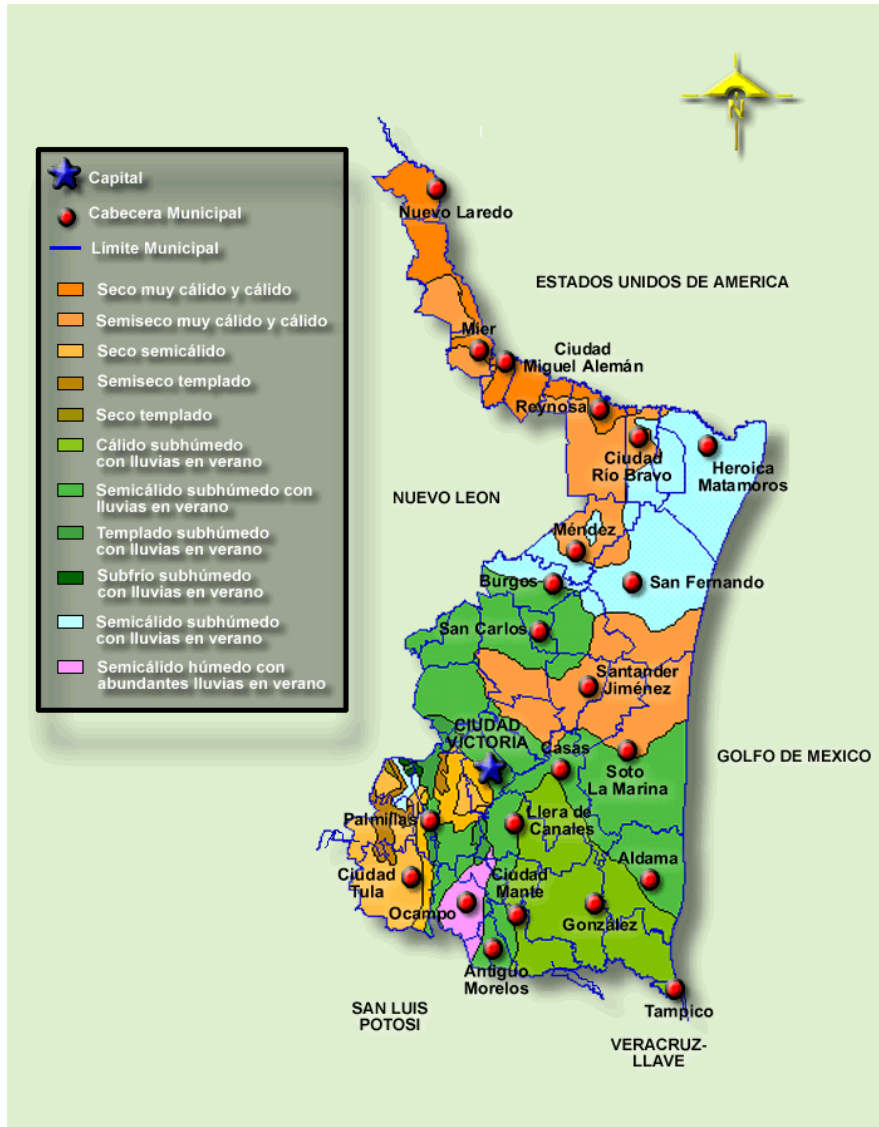 N
Capital
Cabecera Municipal
Límite Municipal
Seco muy cálido y cálido
Semiseco muy cálido y cálido
Seco semicálido
Semiseco templado
Seco templado
Cálido subhúmedo
con lluvias en verano
Semicálido subhúmedo con
lluvias en verano
Templado subhúmedo
con lluvias en verano
Subfrío subhúmedo
con lluvias en verano
Semicálido subhúmedo
con lluvias en verano
Semicálido húmedo con
abundantes lluvias en verano
Nuevo Laredo
ESTADOS UNIDOS DE AMERICA
Mier
Ciudad
Miguel Alemán
Reynosa
Ciudad
Río Bravo
Heroica
Matamoros
NUEVO LEON
Méndez
Burgos
San Fernando
San Carlos
Santander
Jiménez
CIUDAD
VICTORIA
Casas
Soto
La Marina
GOLFO DE MEXICO
Palmillas
Llera de
Canales
Aldama
Ciudad
Tula
Ciudad
Mante
Ocampo
González
Antiguo
Morelos
Tampico
SAN LUIS
POTOSI
VERACRUZ-
LLAVE